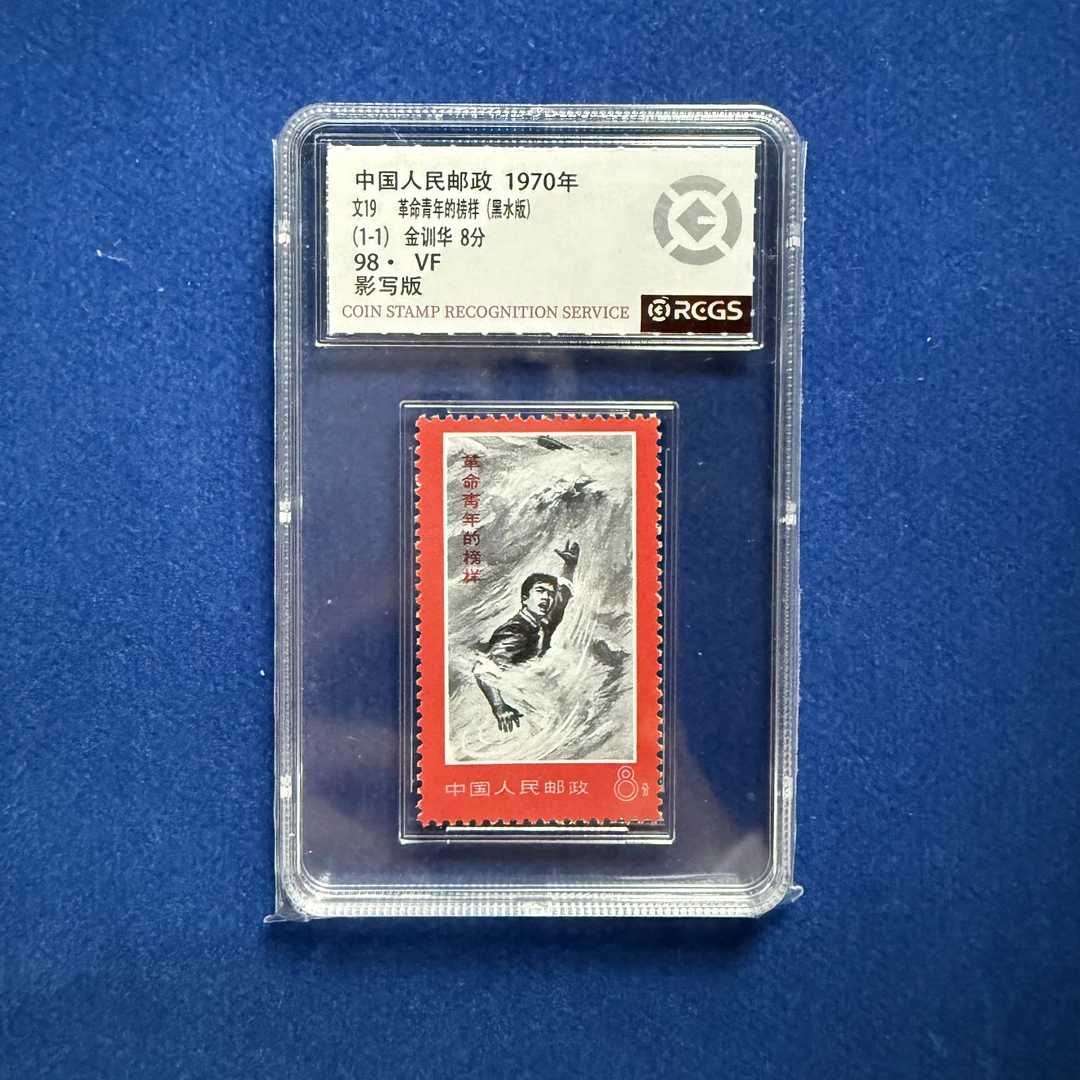 中国人民邮政 1970年
文19 革命青年的榜样 (黑水版)
(1-1) 金训华 8分
98· VF
影写版
COIN STAMP RECOGNITION SERVICE
RCGS
革命青年的榜样
中国人民邮政 8分